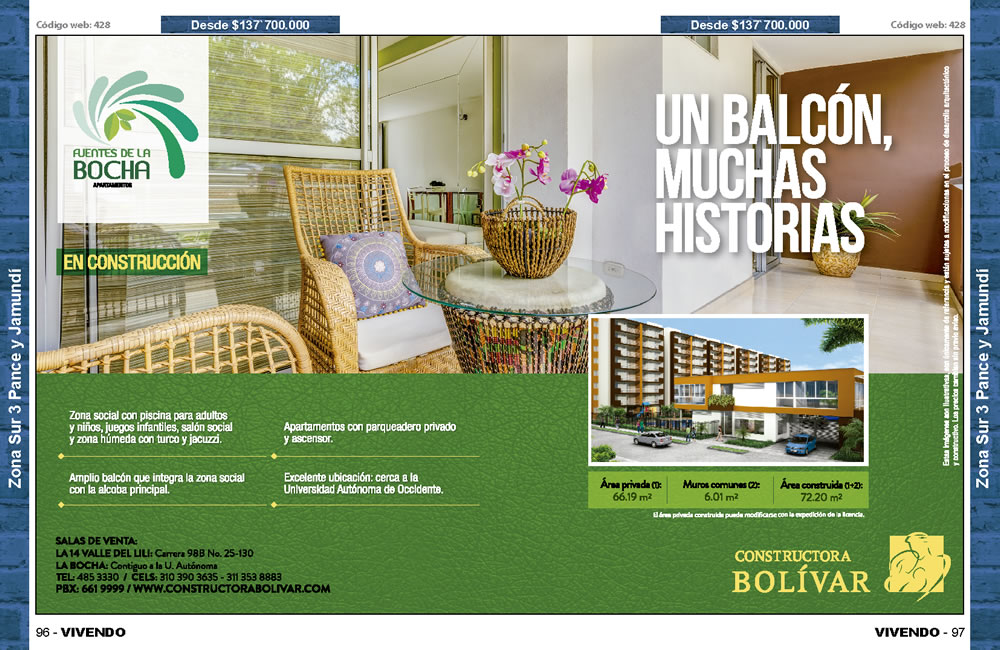 Código web: 428
Desde $137´700.000
Desde $137´700.000
Código web: 428
Zona Sur 3 Pance y Jamundí
FUENTES DE LA
BOCHA
APARTAMENTOS
EN CONSTRUCCIÓN
UN BALCÓN,
MUCHAS
HISTORIAS
Zona social con piscina para adultos
y niños, juegos infantiles, salón social
y zona húmeda con turco y jacuzzi.
Amplio balcón que integra la zona social
con la alcoba principal.
Apartamentos con parqueadero privado
y ascensor.
Excelente ubicación: cerca a la
Universidad Autónoma de Occidente.
Área privada (1):
66.19 m²
Muros comunes (2):
6.01 m²
Área construida (1+2):
72.20 m²
El área privada construida puede modificarse con la expedición de la licencia.
Estas imágenes son ilustrativas, son únicamente de referencia y están sujetas a modificaciones en el proceso de desarrollo arquitectónico
y constructivo. Los precios cambian sin previo aviso.
Zona Sur 3 Pance y Jamundí
SALAS DE VENTA:
LA 14 VALLE DEL LILI: Carrera 98B No. 25-130
LA BOCHA: Contiguo a la U. Autónoma
TEL: 485 3330 / CELS: 310 390 3635 - 311 353 8883
PBX: 661 9999 / WWW.CONSTRUCTORABOLIVAR.COM
CONSTRUCTORA
BOLÍVAR
96 - VIVENDO
VIVENDO - 97